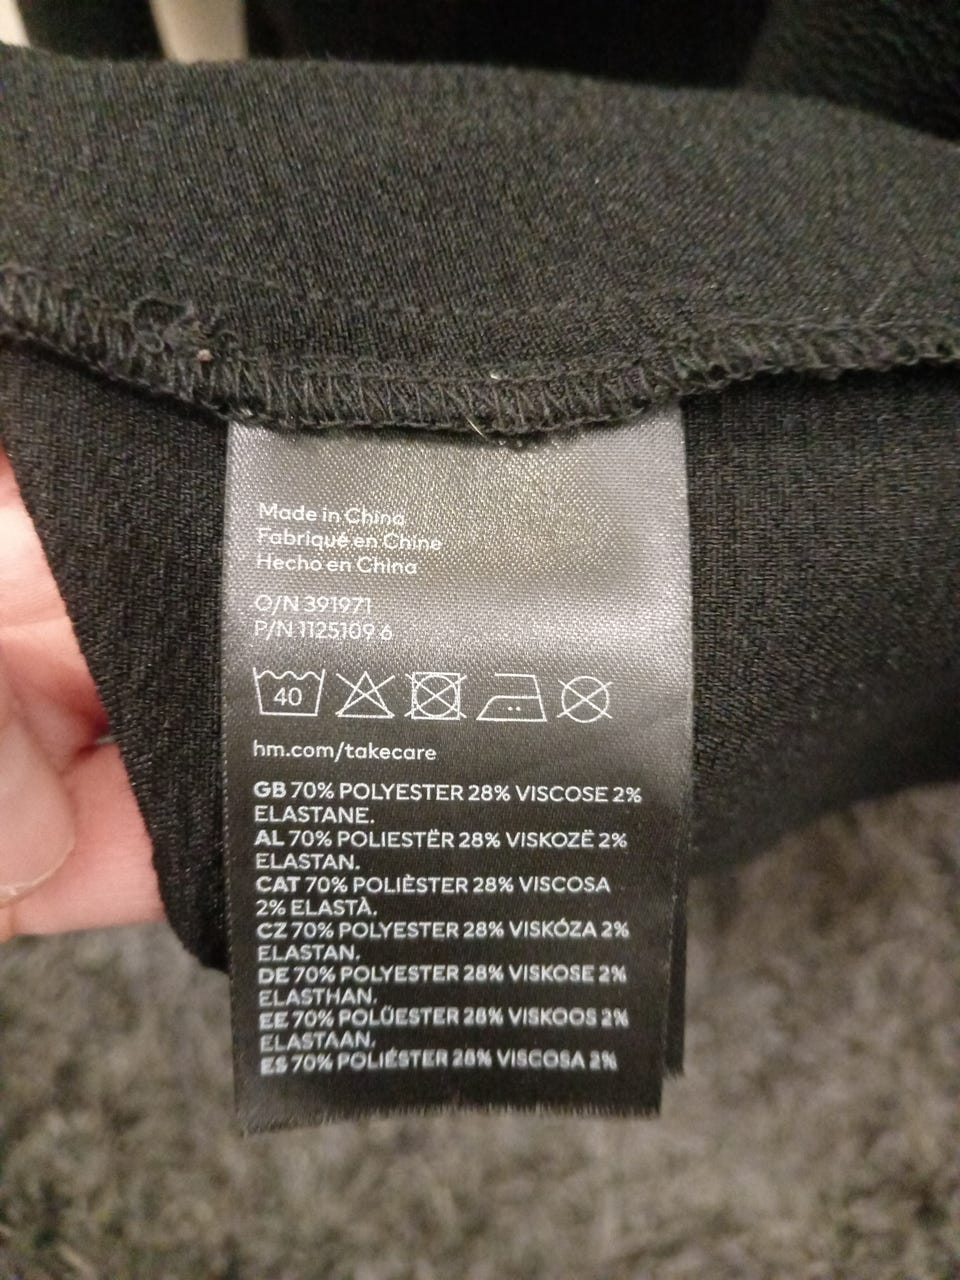 Made in China
Fabriqué en Chine
Hecho en China
O/N 391971
P/N 1125109 6
40
hm.com/takecare
GB 70% POLYESTER 28% VISCOSE 2%
ELASTANE.
AL 70% POLIESTËR 28% VISKOZË 2%
ELASTAN.
CAT 70% POLIÈSTER 28% VISCOSA
2% ELASTÀ.
CZ 70% POLYESTER 28% VISKÓZA 2%
ELASTAN.
DE 70% POLYESTER 28% VISKOSE 2%
ELASTHAN.
EE 70% POLÜESTER 28% VISKOOS 2%
ELASTAAN.
ES 70% POLIÉSTER 28% VISCOSA 2%